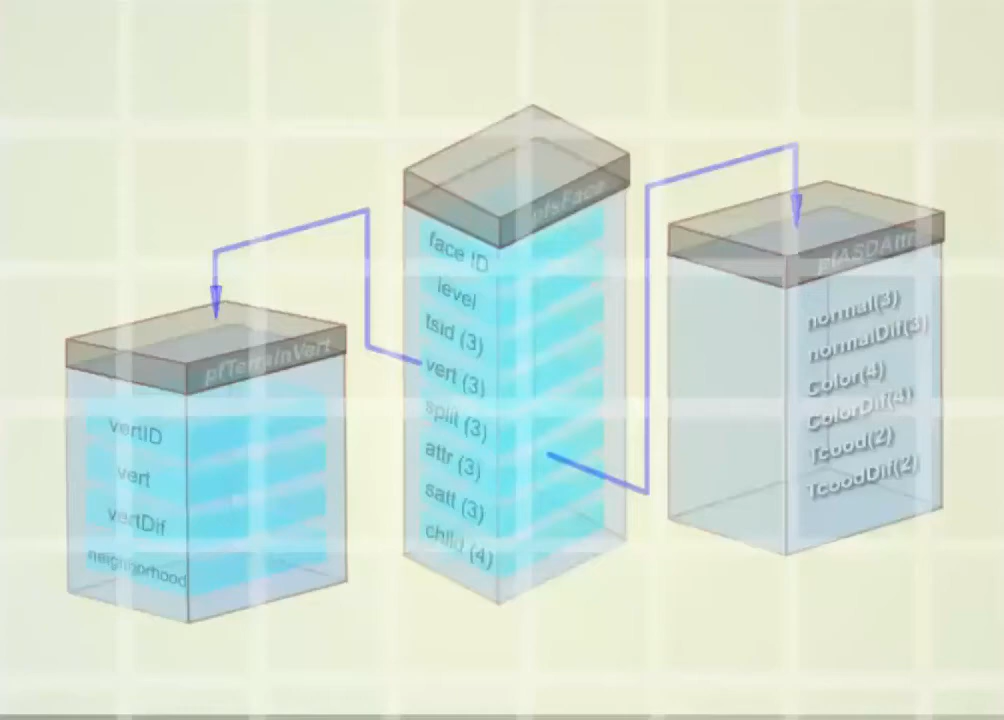 pfTerrainVert
vertID
vert
vertDif
neighborhood
face ID
level
tsid (3)
vert (3)
split (3)
attr (3)
satt (3)
child (4)
pfASDAttr
normal(3)
normalDif(3)
Color(4)
ColorDif(4)
Tcood(2)
TcoodDif(2)